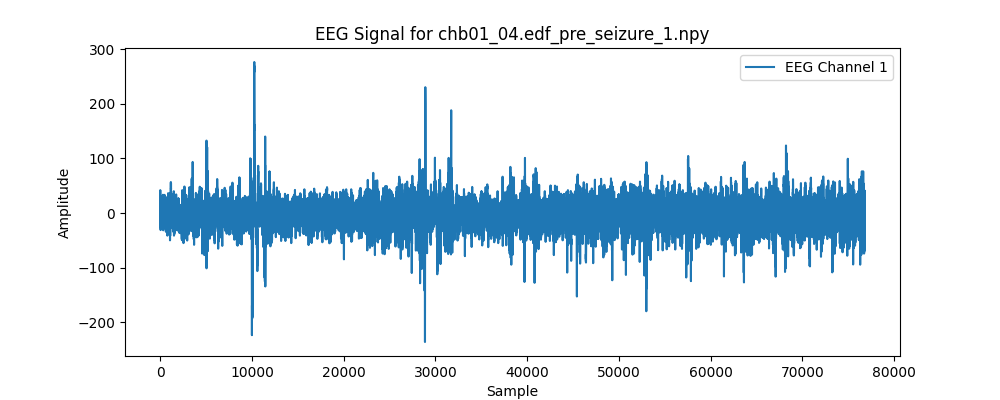 EEG Signal for chb01_04.edf_pre_seizure_1.npy
EEG Channel 1
300
200
100
0
−100
−200
Amplitude
0 10000 20000 30000 40000 50000 60000 70000 80000
Sample